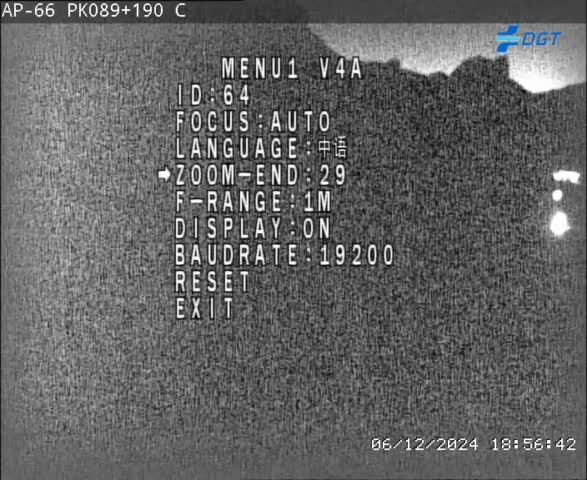 AP-66 PK089+190 C
DGT
MENU1 V4A
ID:64
FOCUS:AUTO
LANGUAGE:中语
ZOOM-END:29
F-RANGE:1M
DISPLAY:ON
BAUDRATE:19200
RESET
EXIT
06/12/2024 18:56:42